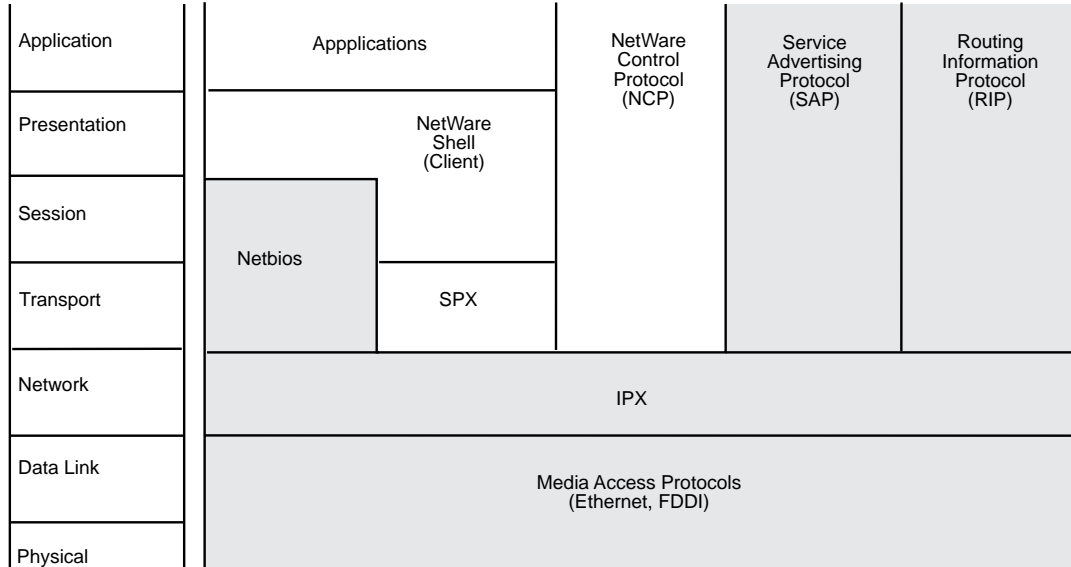 Application
Presentation
Session
Transport
Network
Data Link
Physical
Appplications
NetWare
Shell
(Client)
Netbios
SPX
NetWare
Control
Protocol
(NCP)
Service
Advertising
Protocol
(SAP)
Routing
Information
Protocol
(RIP)
IPX
Media Access Protocols
(Ethernet, FDDI)